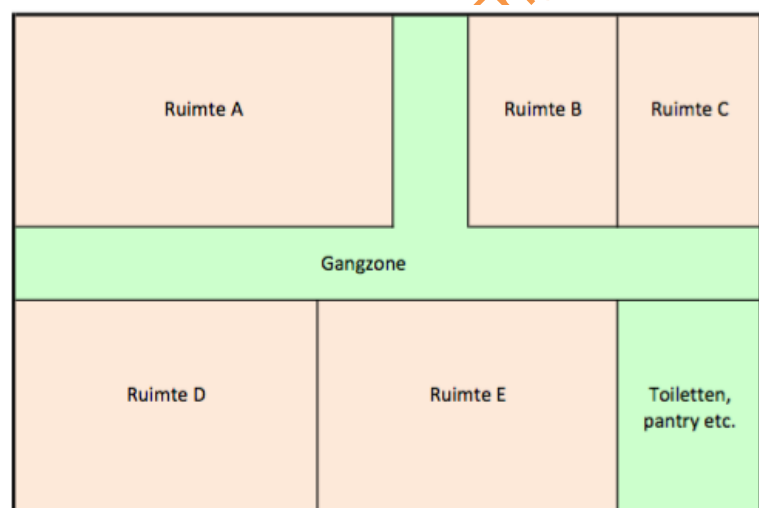 Ruimte A
Ruimte B
Ruimte C
Gangzone
Ruimte D
Ruimte E
Toiletten,
pantry etc.